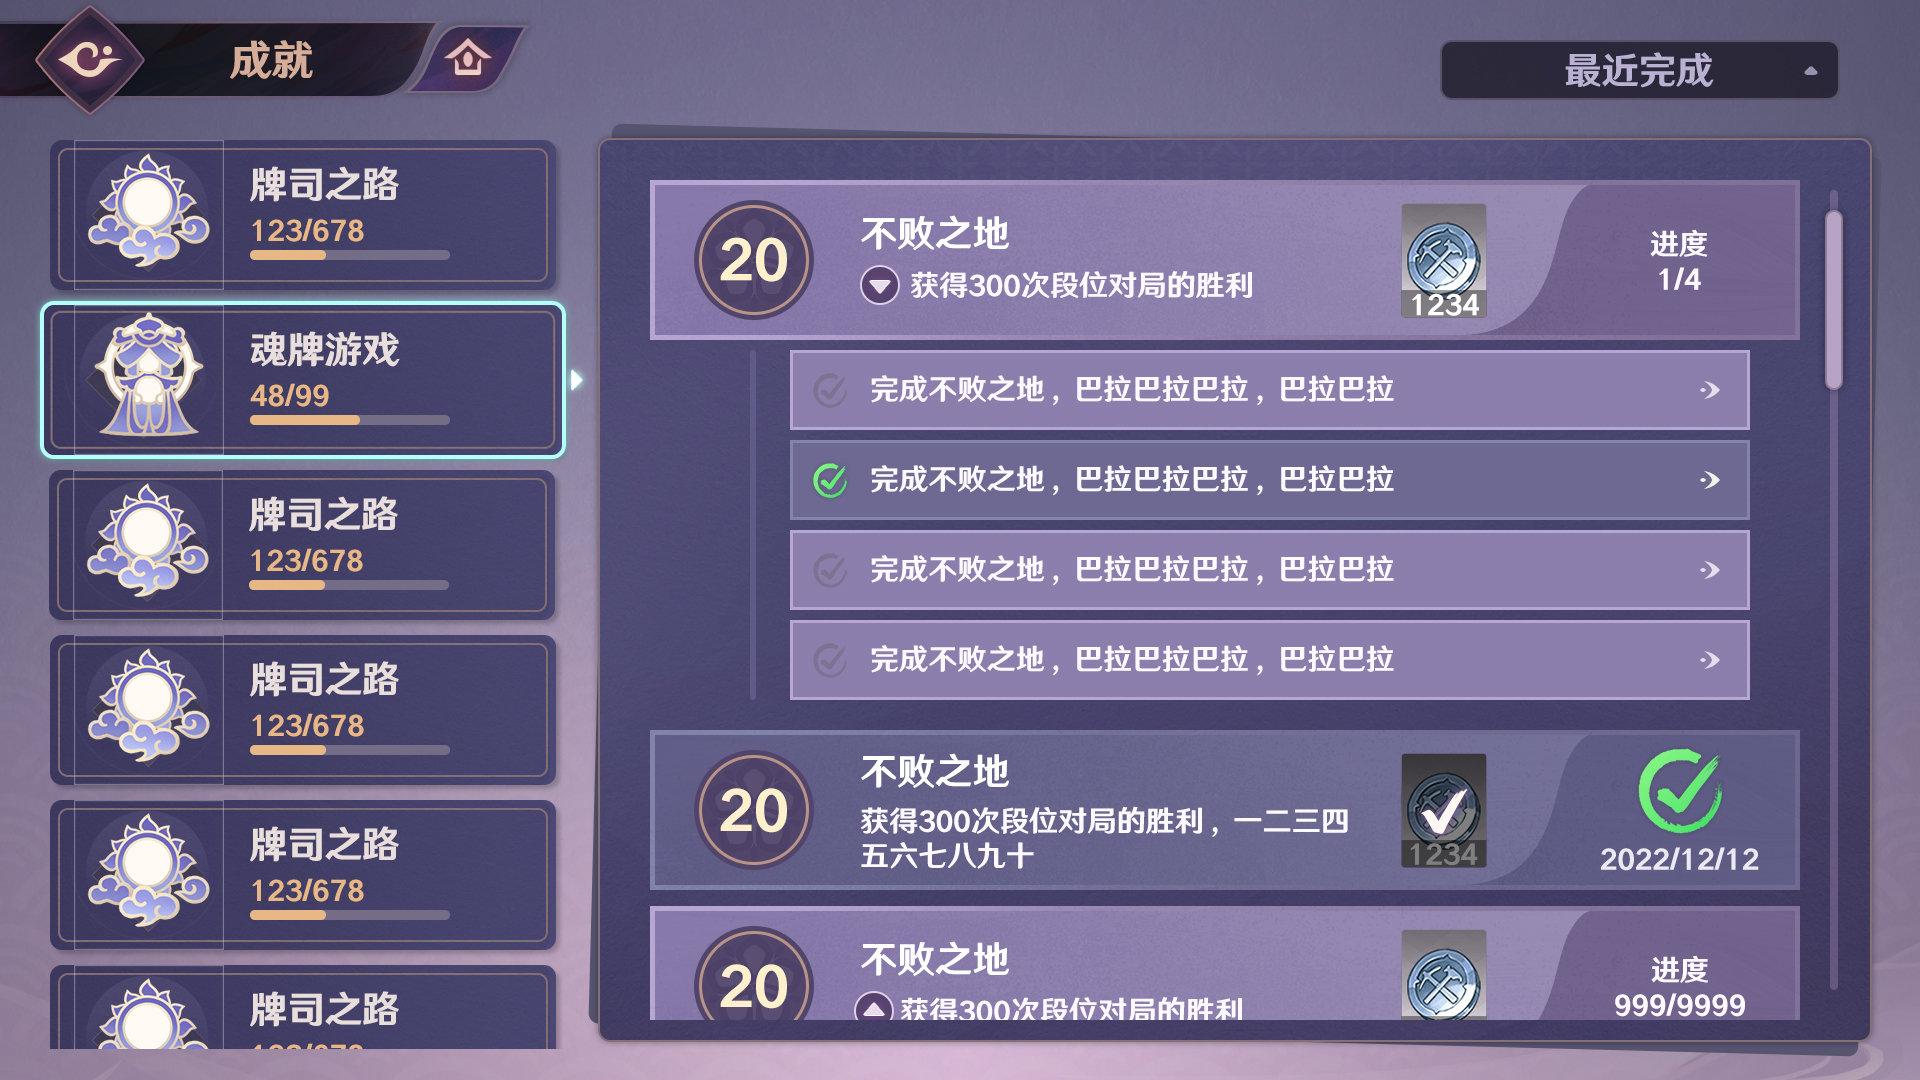 成就
最近完成
牌司之路
123/678
魂牌游戏
48/99
牌司之路
123/678
牌司之路
123/678
牌司之路
123/678
牌司之路
20
不败之地
获得300次段位对局的胜利
1234
进度
1/4
完成不败之地，巴拉巴拉巴拉，巴拉巴拉
完成不败之地，巴拉巴拉巴拉，巴拉巴拉
完成不败之地，巴拉巴拉巴拉，巴拉巴拉
完成不败之地，巴拉巴拉巴拉，巴拉巴拉
20
不败之地
获得300次段位对局的胜利，一二三四
五六七八九十
1234
2022/12/12
20
不败之地
获得300次段位对局的胜利
进度
999/9999